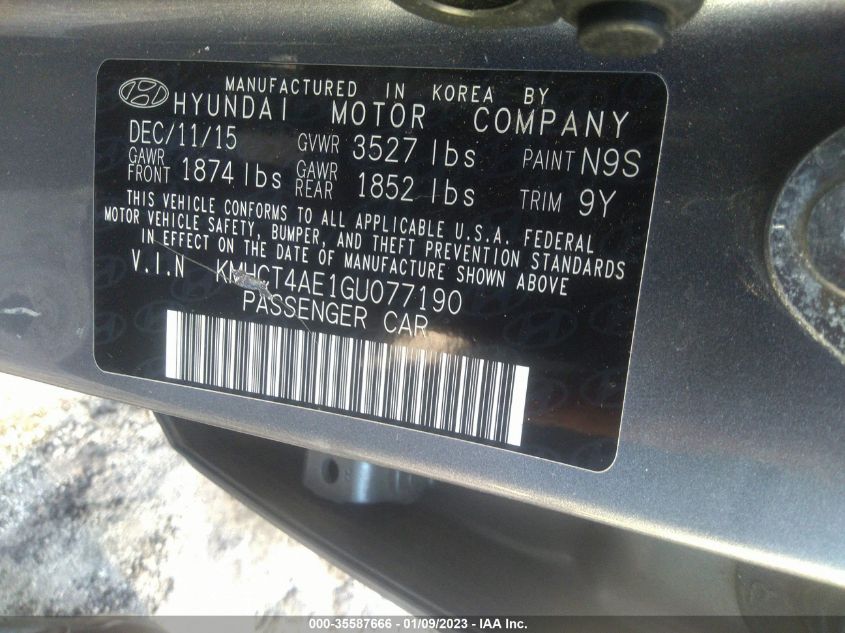 MANUFACTURED IN KOREA BY
HYUNDAI MOTOR COMPANY
DEC/11/15 GVWR 3527 lbs PAINT N9S
GAWR FRONT 1874 lbs GAWR REAR 1852 lbs TRIM 9Y
THIS VEHICLE CONFORMS TO ALL APPLICABLE U.S.A. FEDERAL
MOTOR VEHICLE SAFETY, BUMPER, AND THEFT PREVENTION STANDARDS
IN EFFECT ON THE DATE OF MANUFACTURE SHOWN ABOVE
V.I.N KMHCT4AE1GU077190
PASSENGER CAR
000-35587666 - 01/09/2023 - IAA Inc.